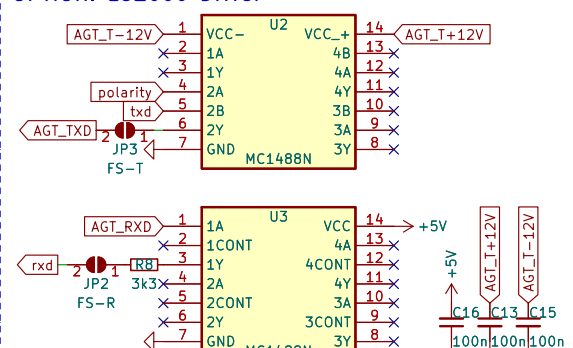 AGT_T-12V 1 VCC- U2 VCC_+ 14 AGT_T+12V
2 1A 4B 13
3 1Y 4A 12
polarity 4 2A 4Y 11
txd 5 2B 3B 10
AGT_TXD 2 1 6 2Y 3A 9
JP3 7 GND 3Y 8
FS-T MC1488N
AGT_RXD 1 1A U3 VCC 14 +5V
2 1CONT 4A 13
rxd 2 1 R8 3 1Y 4CONT 12
JP2 3k3 4 2A 4Y 11
FS-R 5 2CONT 3A 10
6 2Y 3CONT 9
7 GND 3Y 8
+5V AGT_T+12V AGT_T-12V
C16 C13 C15
100n 100n 100n